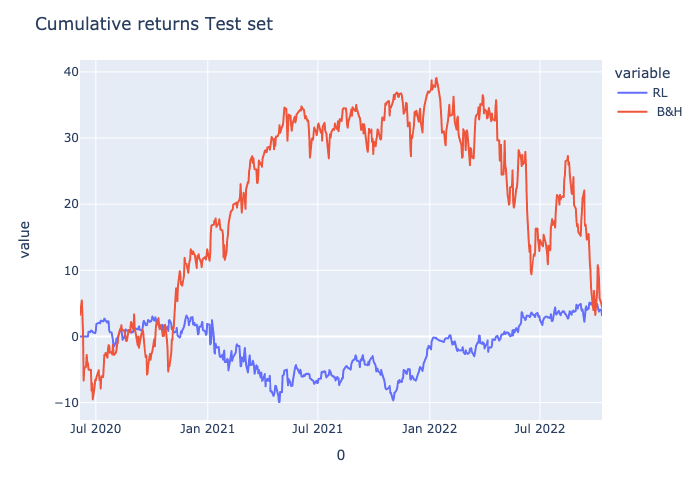 Cumulative returns Test set
variable
RL
B&H
value
40
30
20
10
0
−10
Jul 2020
Jan 2021
Jul 2021
Jan 2022
Jul 2022
0